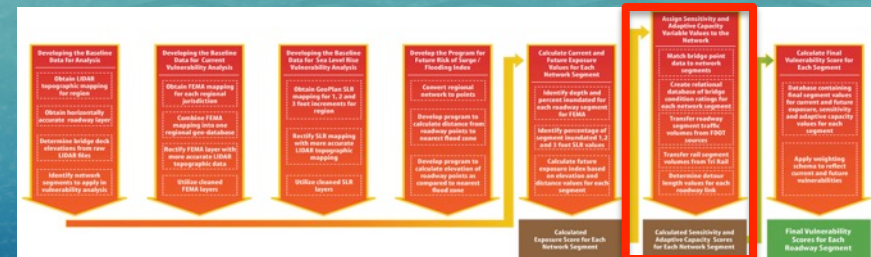 Developing the Baseline
Data for Analysis
Obtain LIDAR
topographic mapping
for region
Obtain horizontally
accurate roadway layer
Determine bridge deck
elevations from raw
LIDAR files
Identify network
segments to apply in
vulnerability analysis
Developing the Baseline
Data for Current
Vulnerability Analysis
Obtain FEMA mapping
for each regional
jurisdiction
Combine FEMA
mapping into one
regional geo-database
Rectify FEMA layer with
more accurate LIDAR
topographic data
Utilize cleaned
FEMA layers
Developing the Baseline
Data for Sea Level Rise
Vulnerability Analysis
Obtain GeoPlan SLR
mapping for 1, 2 and
3 foot increments for
region
Rectify SLR mapping
with more accurate
LIDAR topographic
mapping
Utilize cleaned SLR
layers
Develop the Program for
Future Risk of Surge /
Flooding Index
Convert regional
network to points
Develop program to
calculate distance from
roadway points to
nearest flood zone
Develop program to
calculate elevation of
roadway points as
compared to nearest
flood zone
Calculate Current and
Future Exposure
Values for Each
Network Segment
Identify depth and
percent inundated for
each roadway segment
for FEMA
Identify percentage of
segment inundated 1,2
and 3 foot SLR values
Calculate future
exposure index based
on elevation and
distance values for each
segment
Calculated
Exposure Score for Each
Network Segment
Assign Sensitivity and
Adaptive Capacity
Variable Values to the
Network
Match bridge point
data to network
segments
Create relational
database of bridge
condition ratings for
each network segment
Transfer roadway
segment traffic
volumes from FDOT
sources
Transfer rail segment
volumes from Tri Rail
Determine detour
length values for each
roadway link
Calculated Sensitivity and
Adaptive Capacity Scores
for Each Network Segment
Calculate Final
Vulnerability Score for
Each Segment
Database containing
final segment values
for current and future
exposure, sensitivity
and adaptive capacity
values for each
segment
Apply weighting
schema to reflect
current and future
vulnerabilities
Final Vulnerability
Scores for Each
Roadway Segment